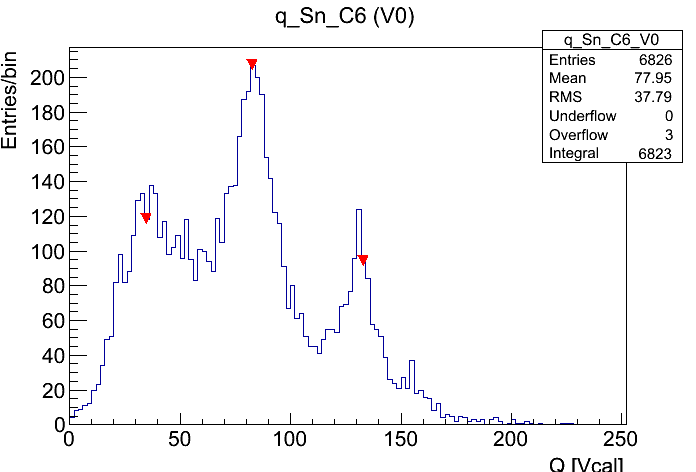 q_Sn_C6 (V0)
q_Sn_C6_V0
Entries 6826
Mean 77.95
RMS 37.79
Underflow 0
Overflow 3
Integral 6823
Entries/bin
200
180
160
140
120
100
80
60
40
20
0
0 50 100 150 200 250
Q [Vcal]